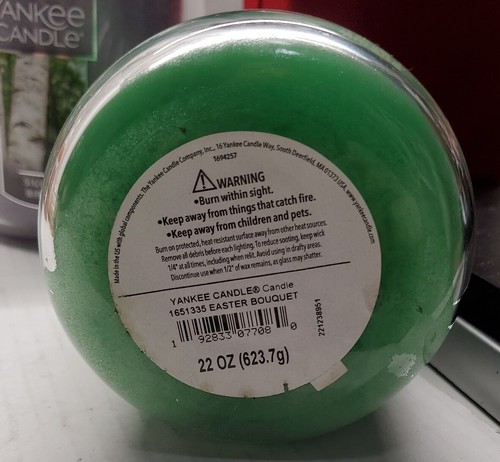 YANKEE
CANDLE
Made in the US with global components. The Yankee Candle Company, Inc., 16 Yankee Candle Way, South Deerfield, MA 01373 USA. www.yankeecandle.com
1694257
WARNING
•Burn within sight.
•Keep away from things that catch fire.
•Keep away from children and pets.
Burn on protected, heat resistant surface away from other heat sources.
Remove all debris before each lighting. To reduce sooting, keep wick
1/4" at all times, including when relit. Avoid using in drafty areas.
Discontinue use when 1/2" of wax remains, as glass may shatter.
YANKEE CANDLE® Candle
1651335 EASTER BOUQUET
1 92833 07708 0
221238951
22 OZ (623.7g)